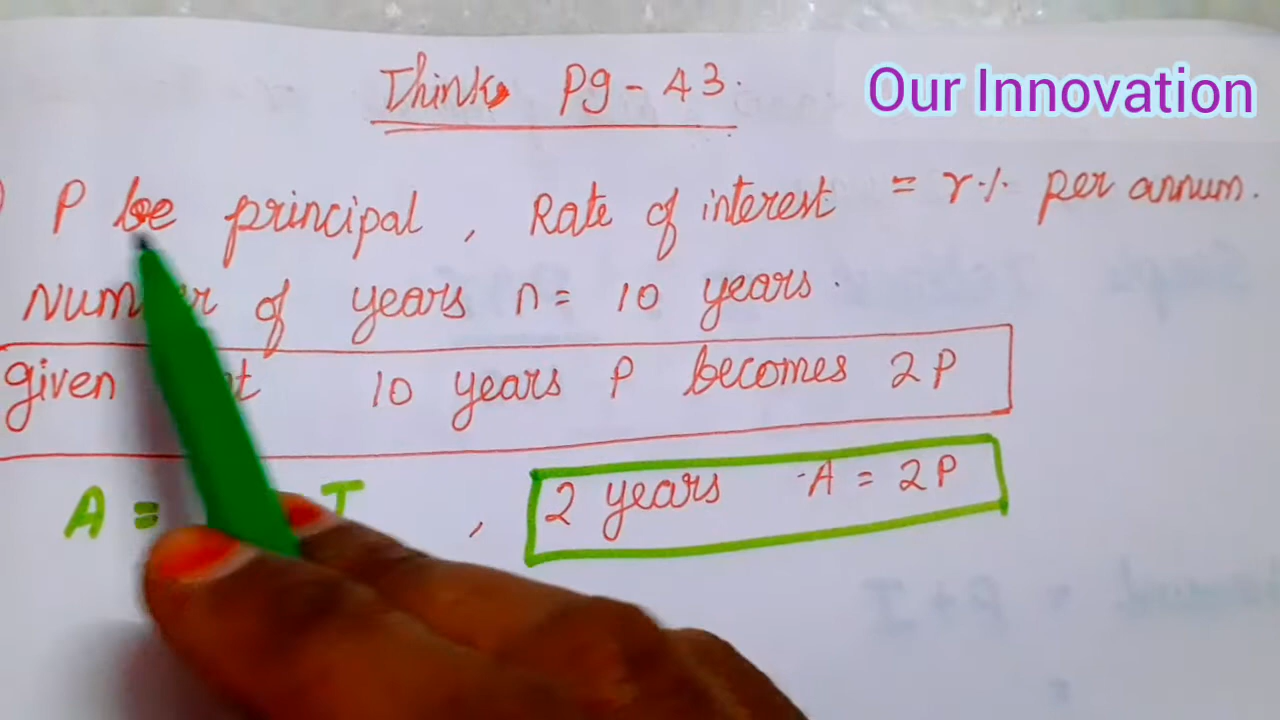 Think Pg - 43.
Our Innovation
P be principal, Rate of interest = r% per annum.
Number of years n = 10 years.
given 10 years P becomes 2P
A = I , 2 years A = 2P